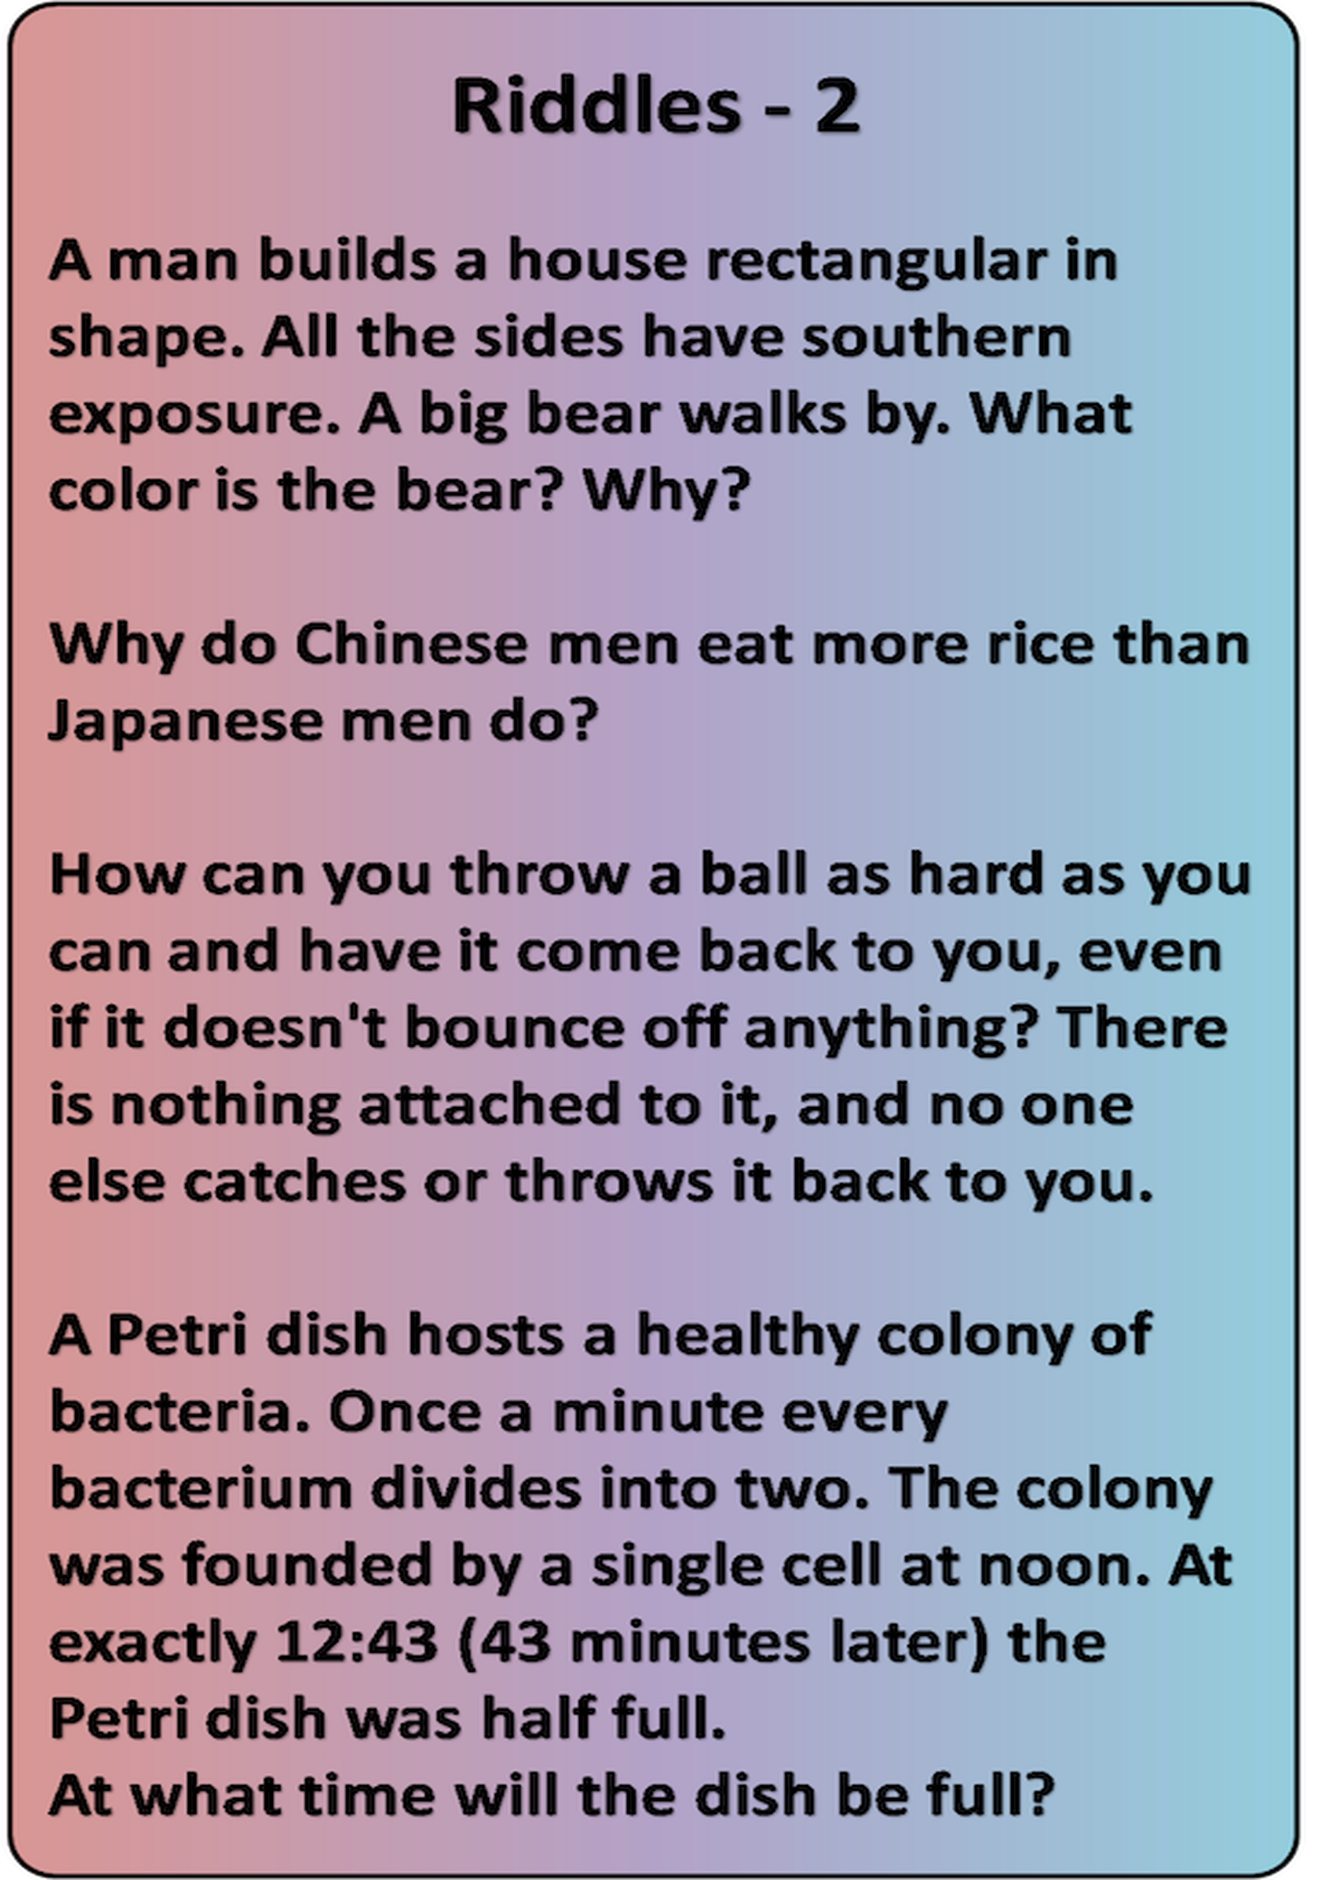 Riddles - 2
A man builds a house rectangular in
shape. All the sides have southern
exposure. A big bear walks by. What
color is the bear? Why?
Why do Chinese men eat more rice than
Japanese men do?
How can you throw a ball as hard as you
can and have it come back to you, even
if it doesn't bounce off anything? There
is nothing attached to it, and no one
else catches or throws it back to you.
A Petri dish hosts a healthy colony of
bacteria. Once a minute every
bacterium divides into two. The colony
was founded by a single cell at noon. At
exactly 12:43 (43 minutes later) the
Petri dish was half full.
At what time will the dish be full?